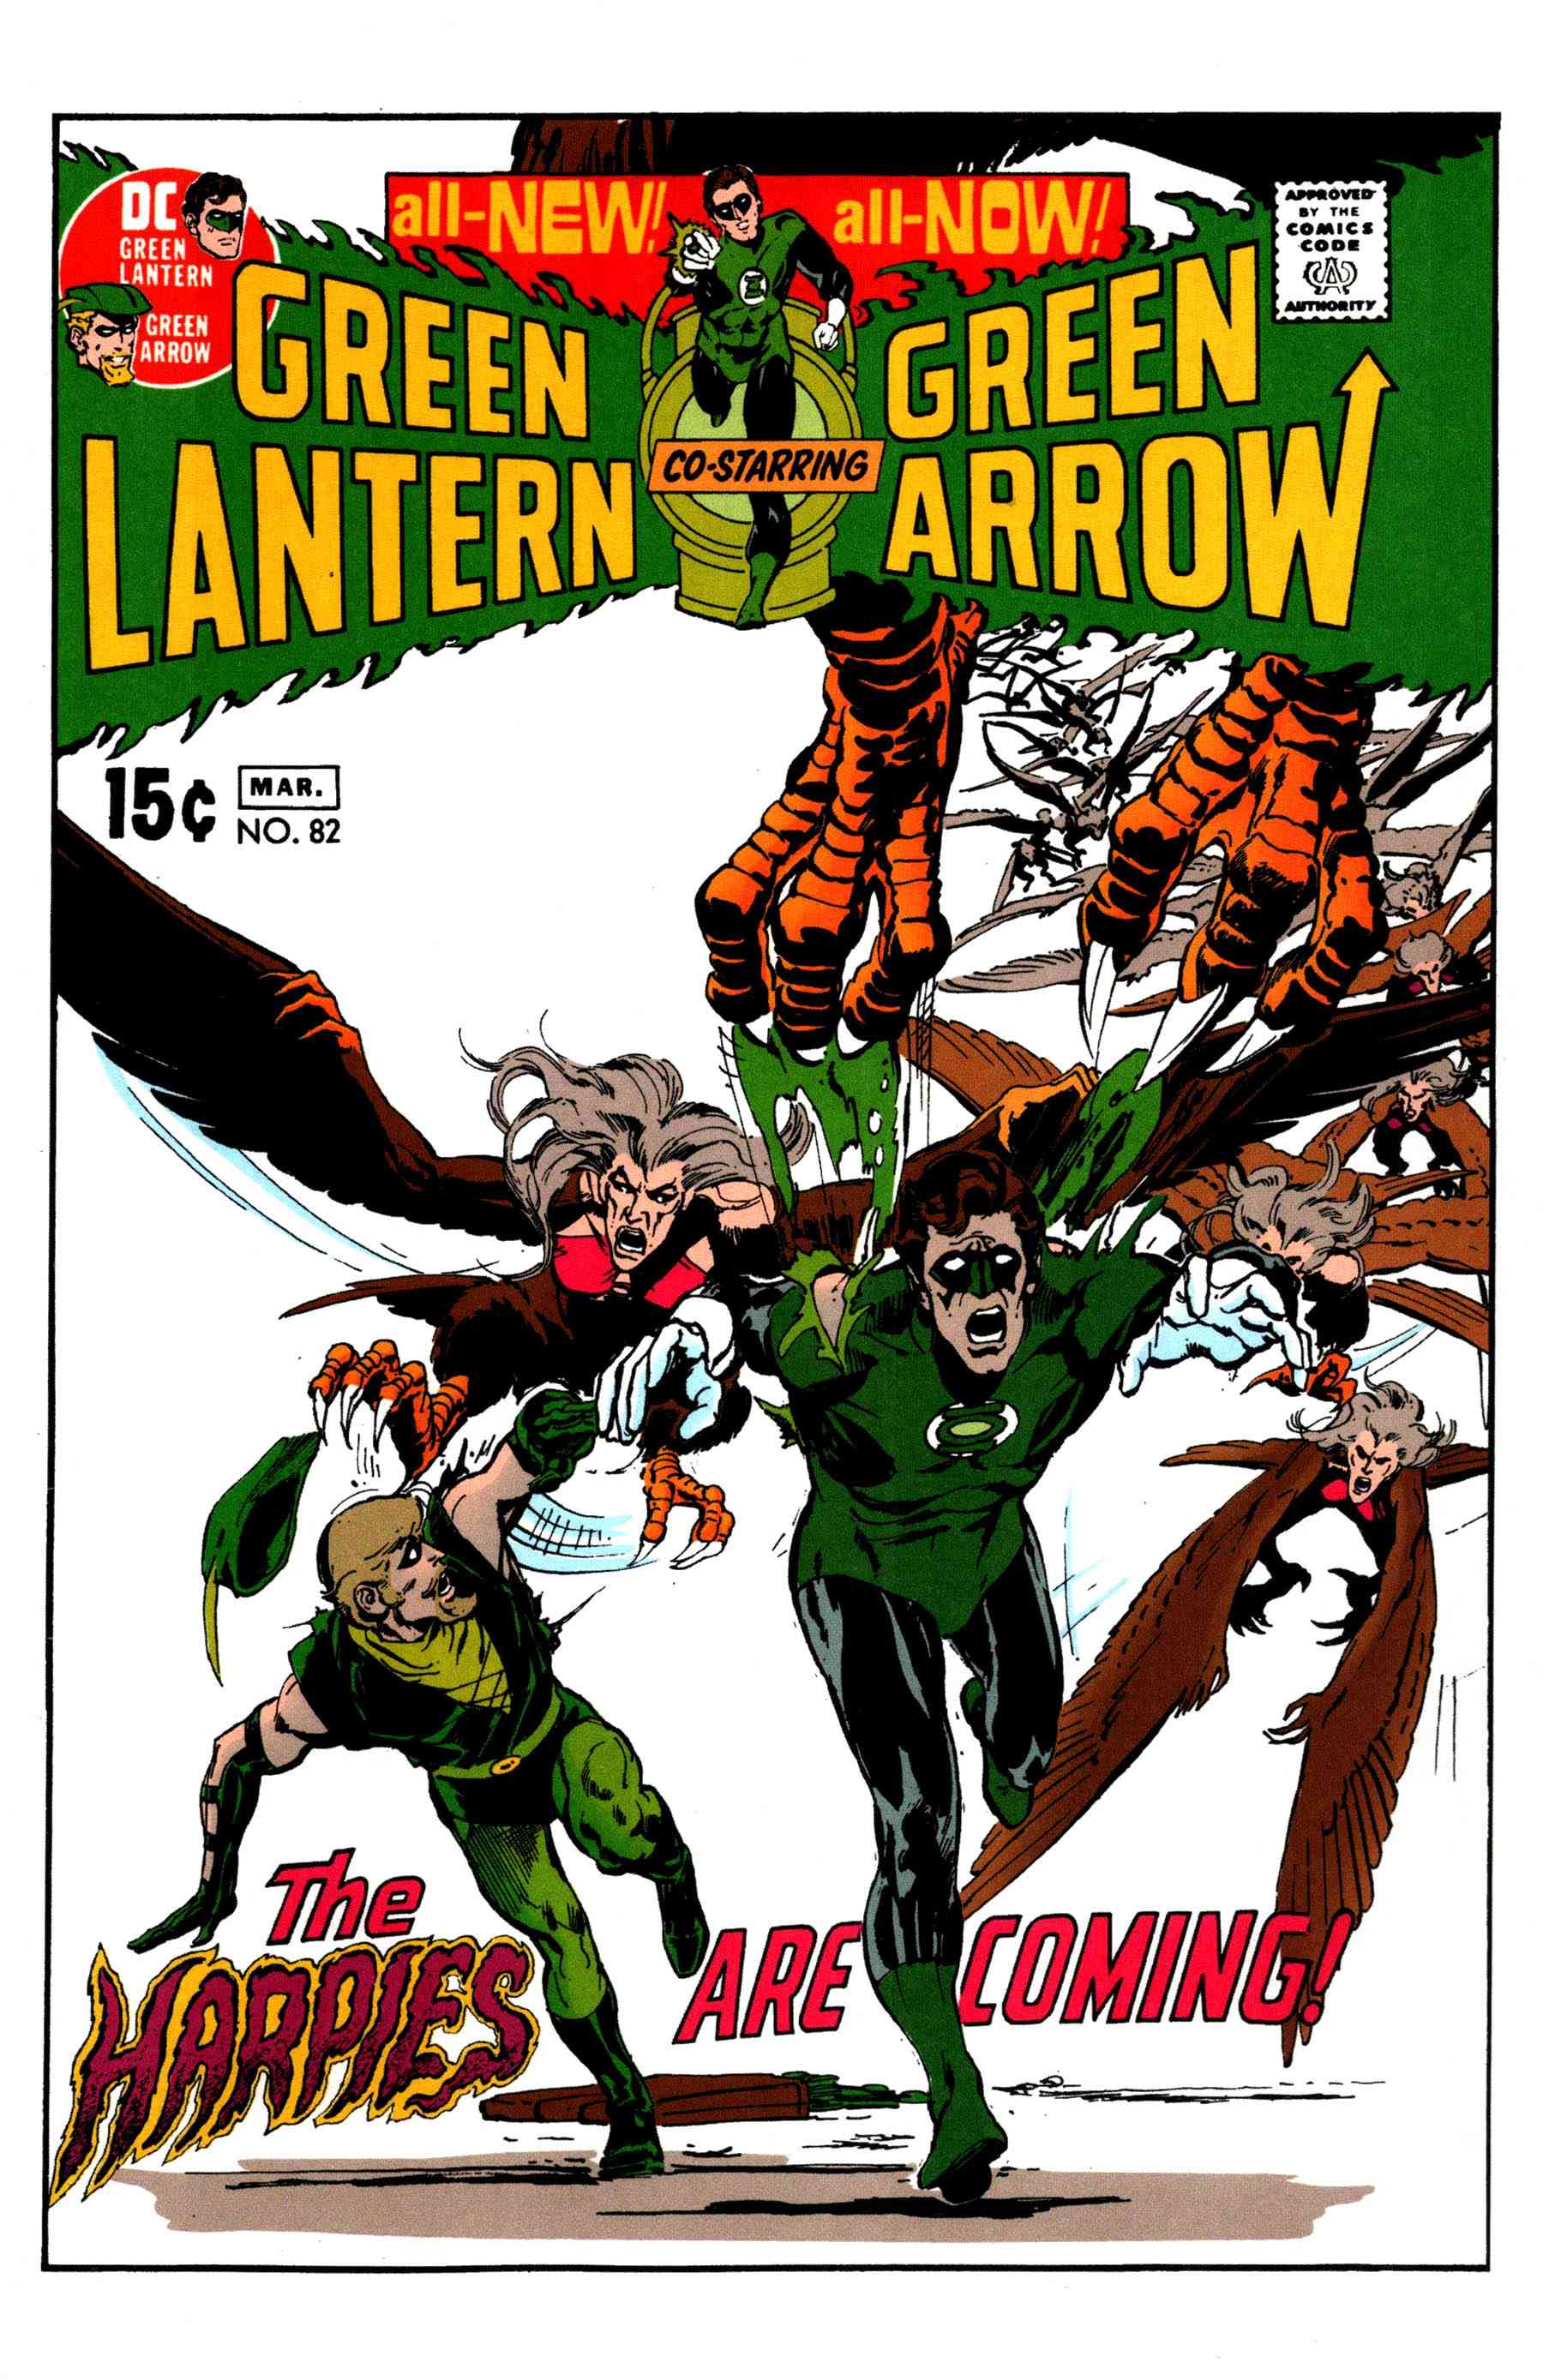 DC
GREEN
LANTERN
GREEN
ARROW
all-NEW! all-NOW!
APPROVED
BY THE
COMICS
CODE
CA
AUTHORITY
GREEN
LANTERN
CO-STARRING
GREEN
ARROW
15¢
MAR.
NO. 82
The
HARPIES
ARE COMING!